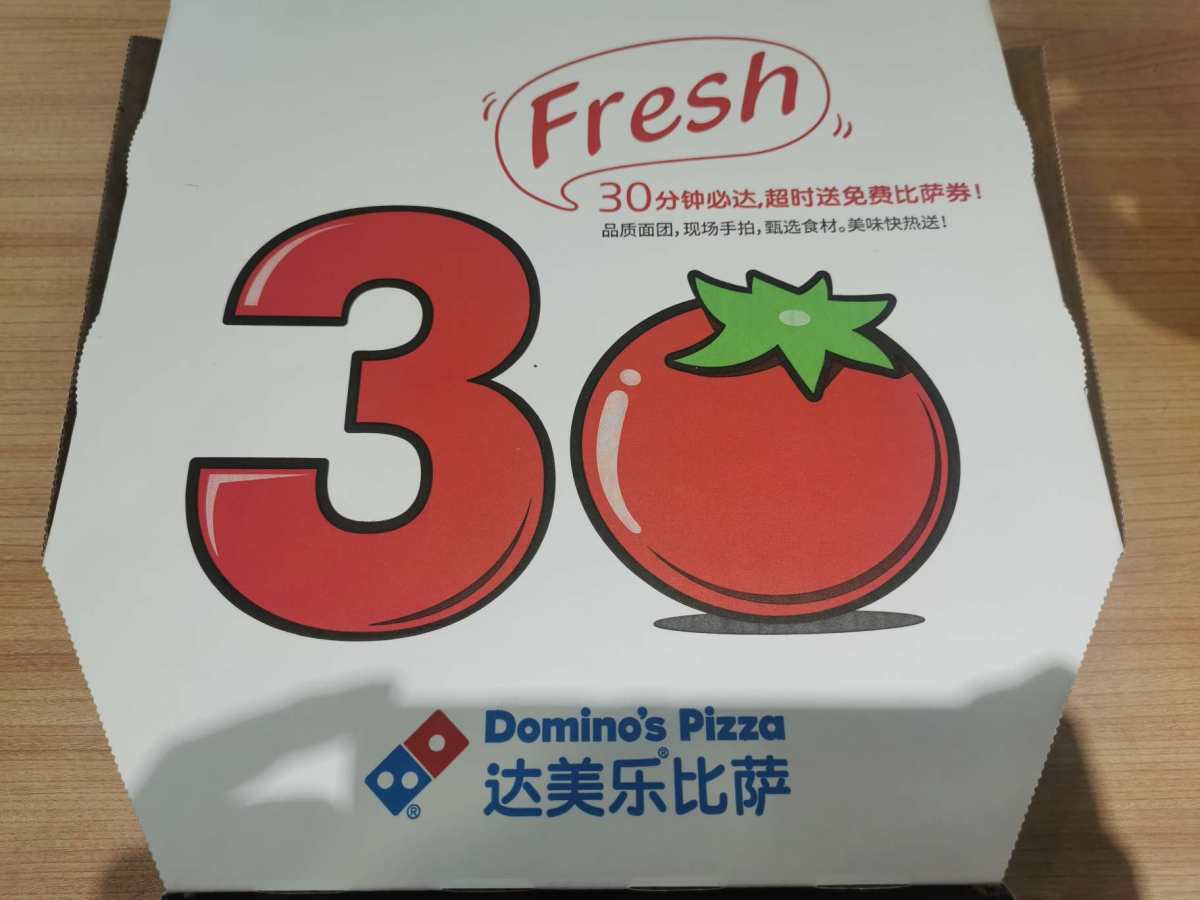 Fresh
30分钟必达,超时送免费比萨券!
品质面团,现场手拍,甄选食材。美味快热送!
30
Domino's Pizza
达美乐®比萨
®